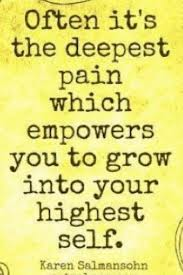 Often it's
the deepest
pain
which
empowers
you to grow
into your
highest
self.
Karen Salmansohn